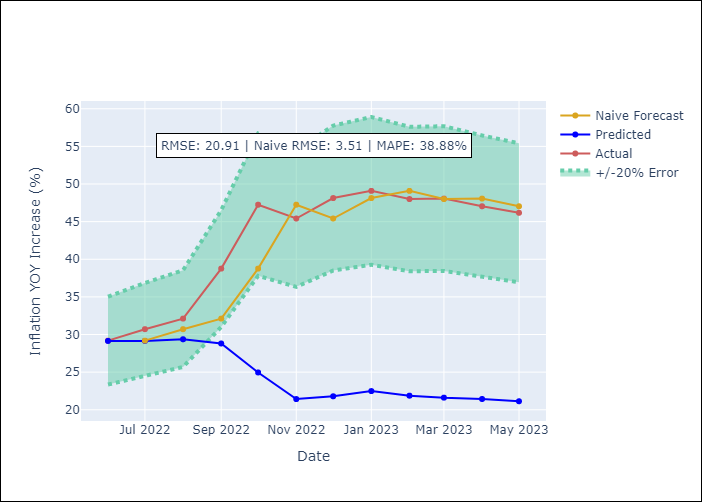 RMSE: 20.91 | Naive RMSE: 3.51 | MAPE: 38.88%
Naive Forecast
Predicted
Actual
+/-20% Error
Inflation YOY Increase (%)
60
55
50
45
40
35
30
25
20
Jul 2022
Sep 2022
Nov 2022
Jan 2023
Mar 2023
May 2023
Date